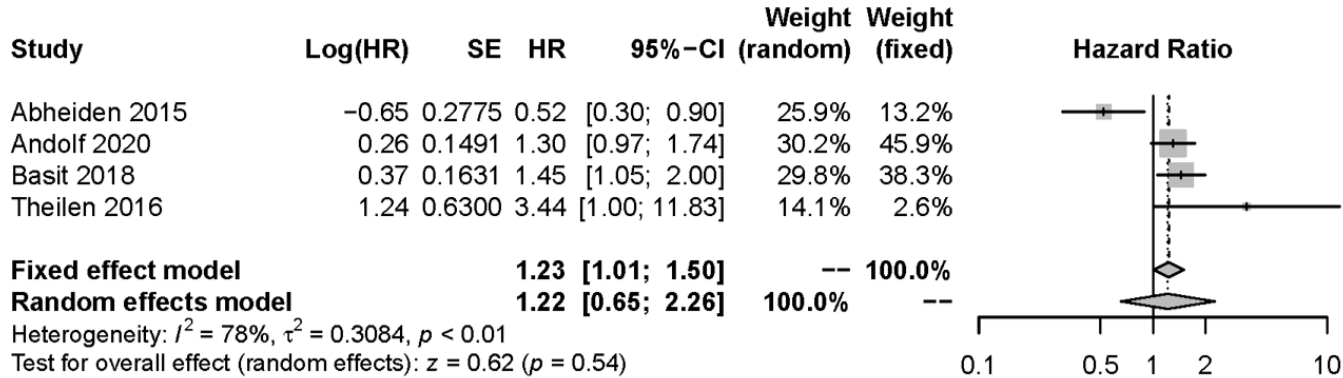 Weight Weight
Study Log(HR) SE HR 95%−CI (random) (fixed) Hazard Ratio
Abheiden 2015 −0.65 0.2775 0.52 [0.30; 0.90] 25.9% 13.2%
Andolf 2020 0.26 0.1491 1.30 [0.97; 1.74] 30.2% 45.9%
Basit 2018 0.37 0.1631 1.45 [1.05; 2.00] 29.8% 38.3%
Theilen 2016 1.24 0.6300 3.44 [1.00; 11.83] 14.1% 2.6%
Fixed effect model 1.23 [1.01; 1.50] −− 100.0%
Random effects model 1.22 [0.65; 2.26] 100.0% −−
Heterogeneity: I² = 78%, τ² = 0.3084, p < 0.01
Test for overall effect (random effects): z = 0.62 (p = 0.54)
0.1 0.5 1 2 10